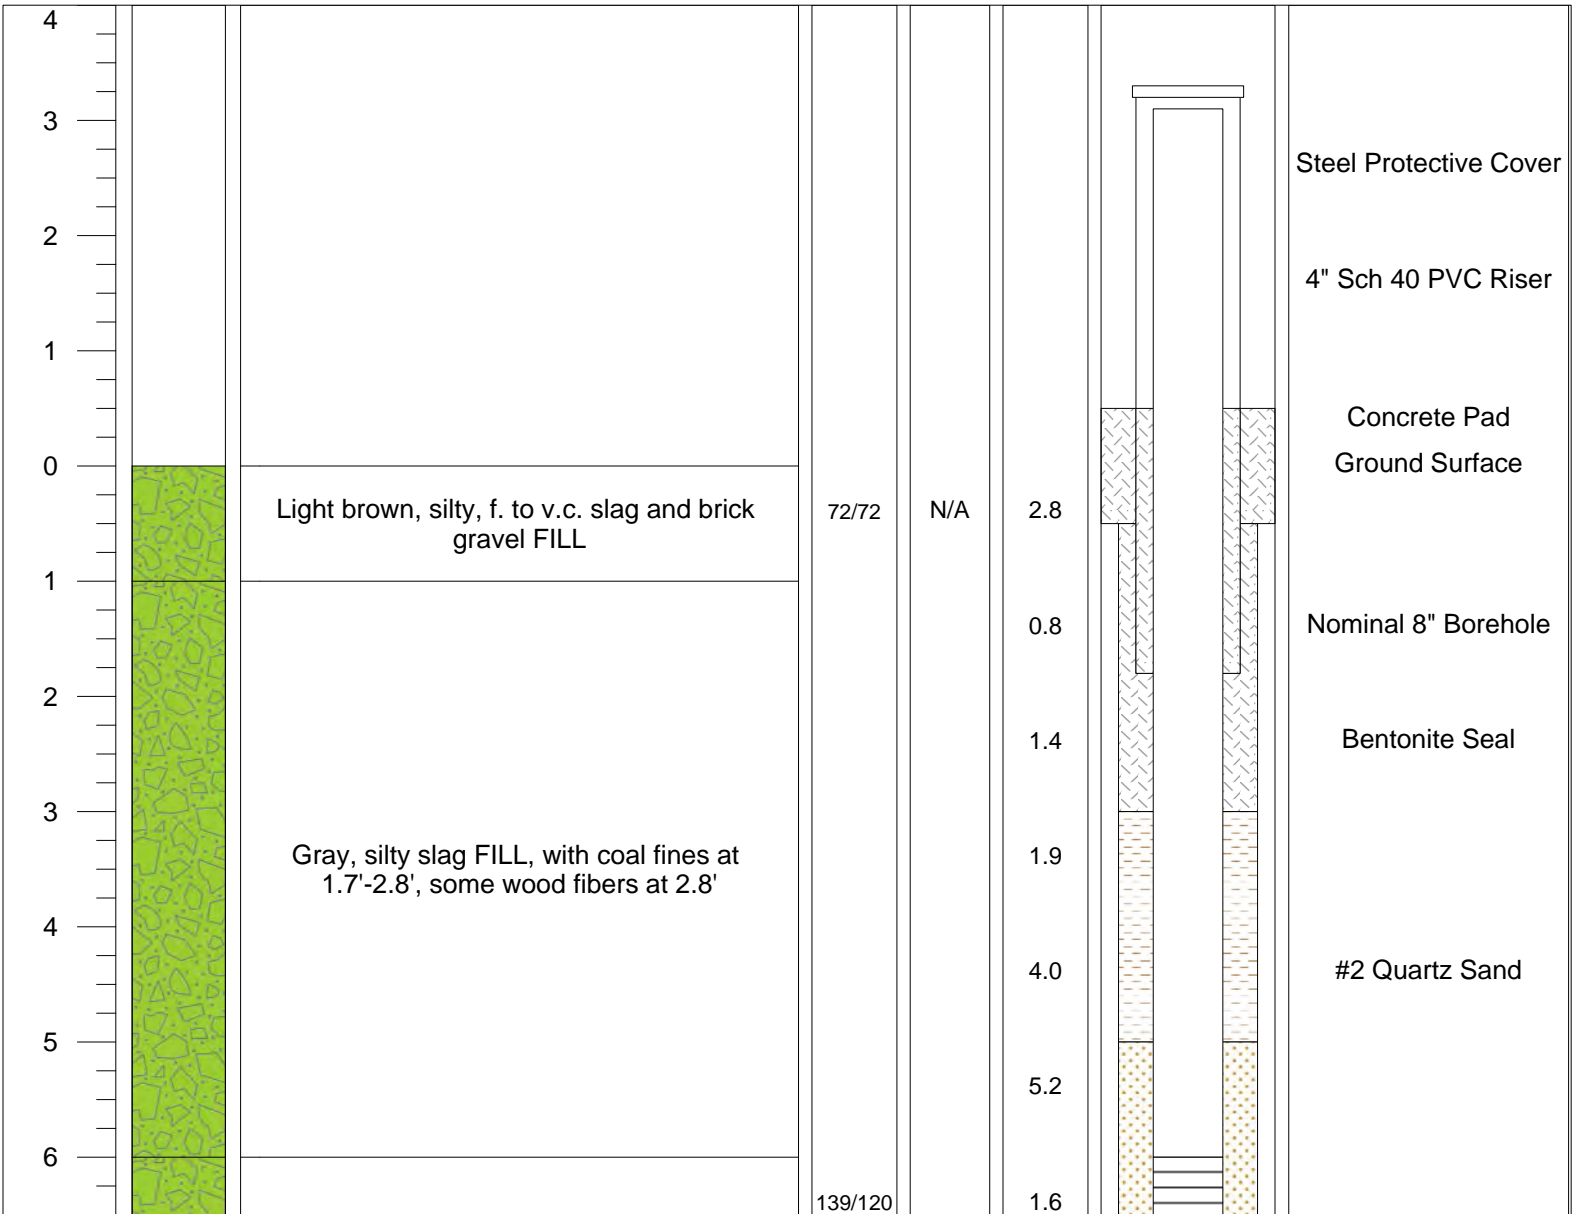 4
3
Steel Protective Cover
2
4" Sch 40 PVC Riser
1
Concrete Pad
0
Ground Surface
Light brown, silty, f. to v.c. slag and brick
gravel FILL
72/72
N/A
2.8
1
0.8
Nominal 8" Borehole
2
1.4
Bentonite Seal
3
Gray, silty slag FILL, with coal fines at
1.7'-2.8', some wood fibers at 2.8'
1.9
4
4.0
#2 Quartz Sand
5
5.2
6
139/120
1.6